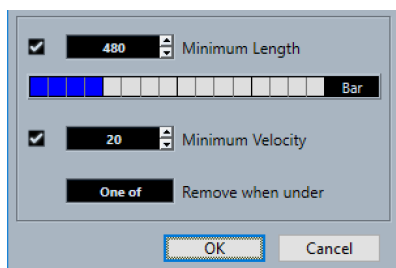 480 Minimum Length
Bar
20 Minimum Velocity
One of Remove when under
OK Cancel